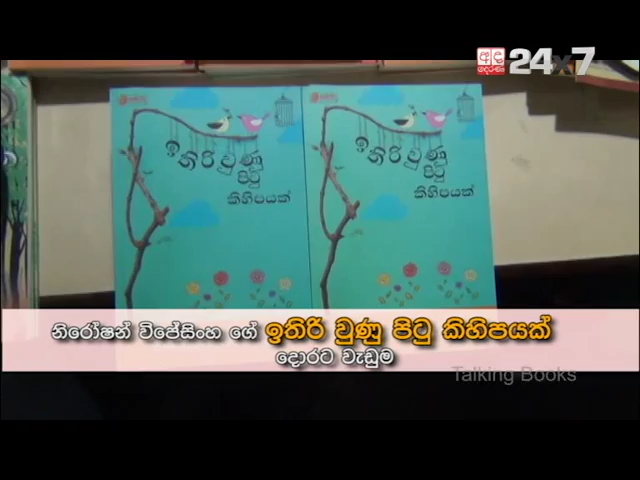 අද
දෙරණ
24x7
ඉතිරි වුණු
පිටු
කිහිපයක්
ඉතිරි වුණු
පිටු
කිහිපයක්
නිරෝෂන් විජේසිංහ ගේ ඉතිරි වුණු පිටු කිහිපයක්
දොරට වැඩුම
Talking Books